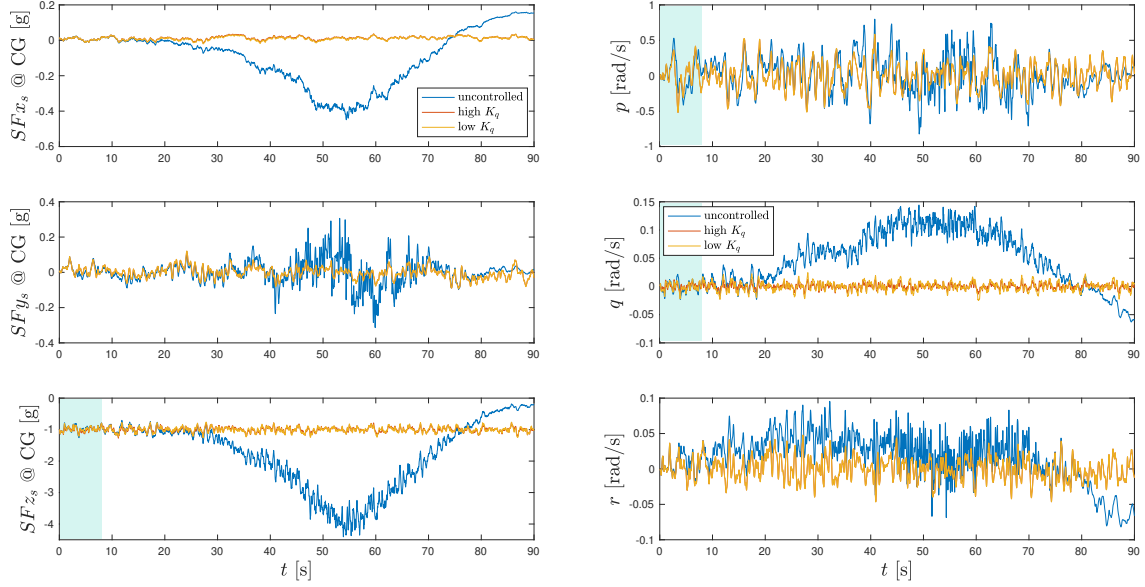 SFx_s @ CG [g]
0.2
0
-0.2
-0.4
-0.6
uncontrolled
high K_q
low K_q
0 10 20 30 40 50 60 70 80 90
p [rad/s]
1
0.5
0
-0.5
-1
0 10 20 30 40 50 60 70 80 90
SFy_s @ CG [g]
0.4
0.2
0
-0.2
-0.4
0 10 20 30 40 50 60 70 80 90
q [rad/s]
0.15
0.1
0.05
0
-0.05
-0.1
uncontrolled
high K_q
low K_q
0 10 20 30 40 50 60 70 80 90
SFz_s @ CG [g]
0
-1
-2
-3
-4
0 10 20 30 40 50 60 70 80 90
t [s]
r [rad/s]
0.1
0.05
0
-0.05
-0.1
0 10 20 30 40 50 60 70 80 90
t [s]